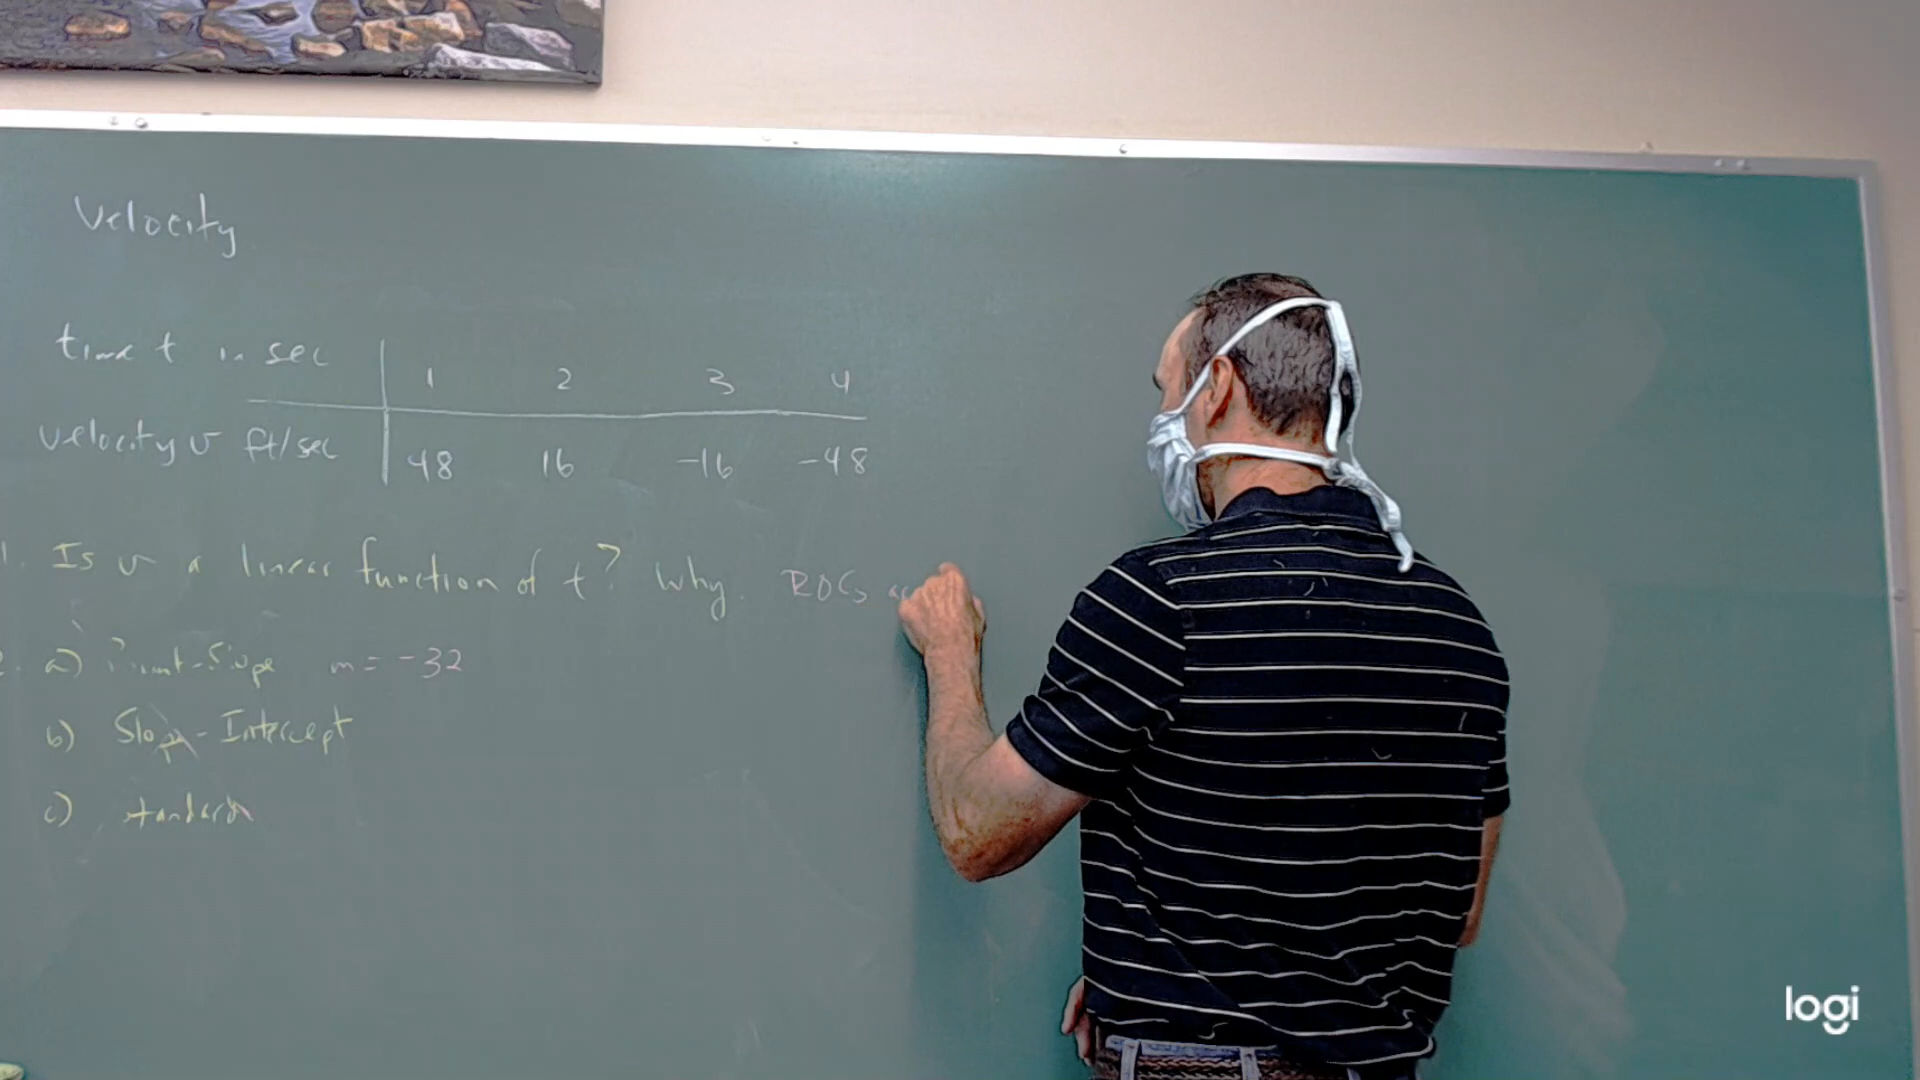 Velocity
time t in sec 1 2 3 4
velocity v ft/sec 48 16 -16 -48
1. Is v a linear function of t? Why. ROCs
2. a) Point-Slope m = -32
b) Slope-Intercept
c) standard
logi